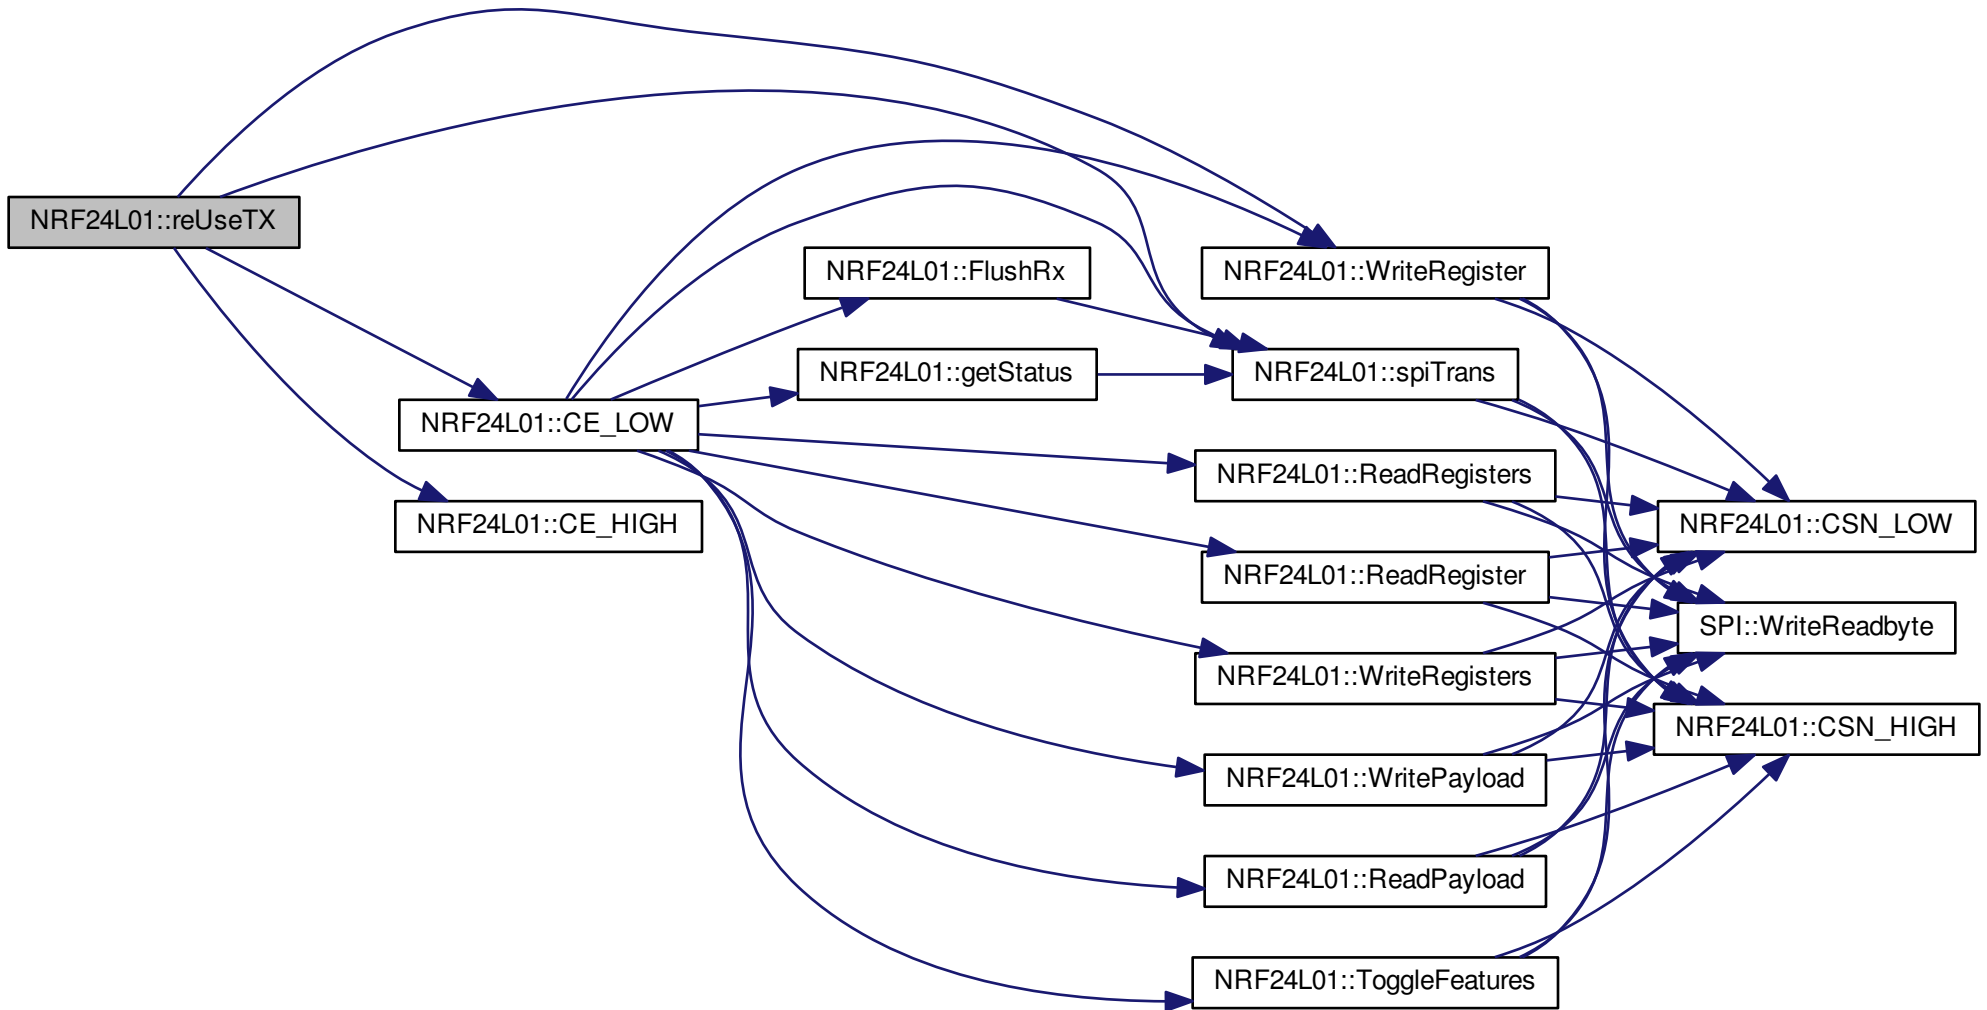 NRF24L01::reUseTX
NRF24L01::FlushRx
NRF24L01::WriteRegister
NRF24L01::getStatus
NRF24L01::spiTrans
NRF24L01::CE_LOW
NRF24L01::ReadRegisters
NRF24L01::CE_HIGH
NRF24L01::CSN_LOW
NRF24L01::ReadRegister
SPI::WriteReadbyte
NRF24L01::WriteRegisters
NRF24L01::CSN_HIGH
NRF24L01::WritePayload
NRF24L01::ReadPayload
NRF24L01::ToggleFeatures